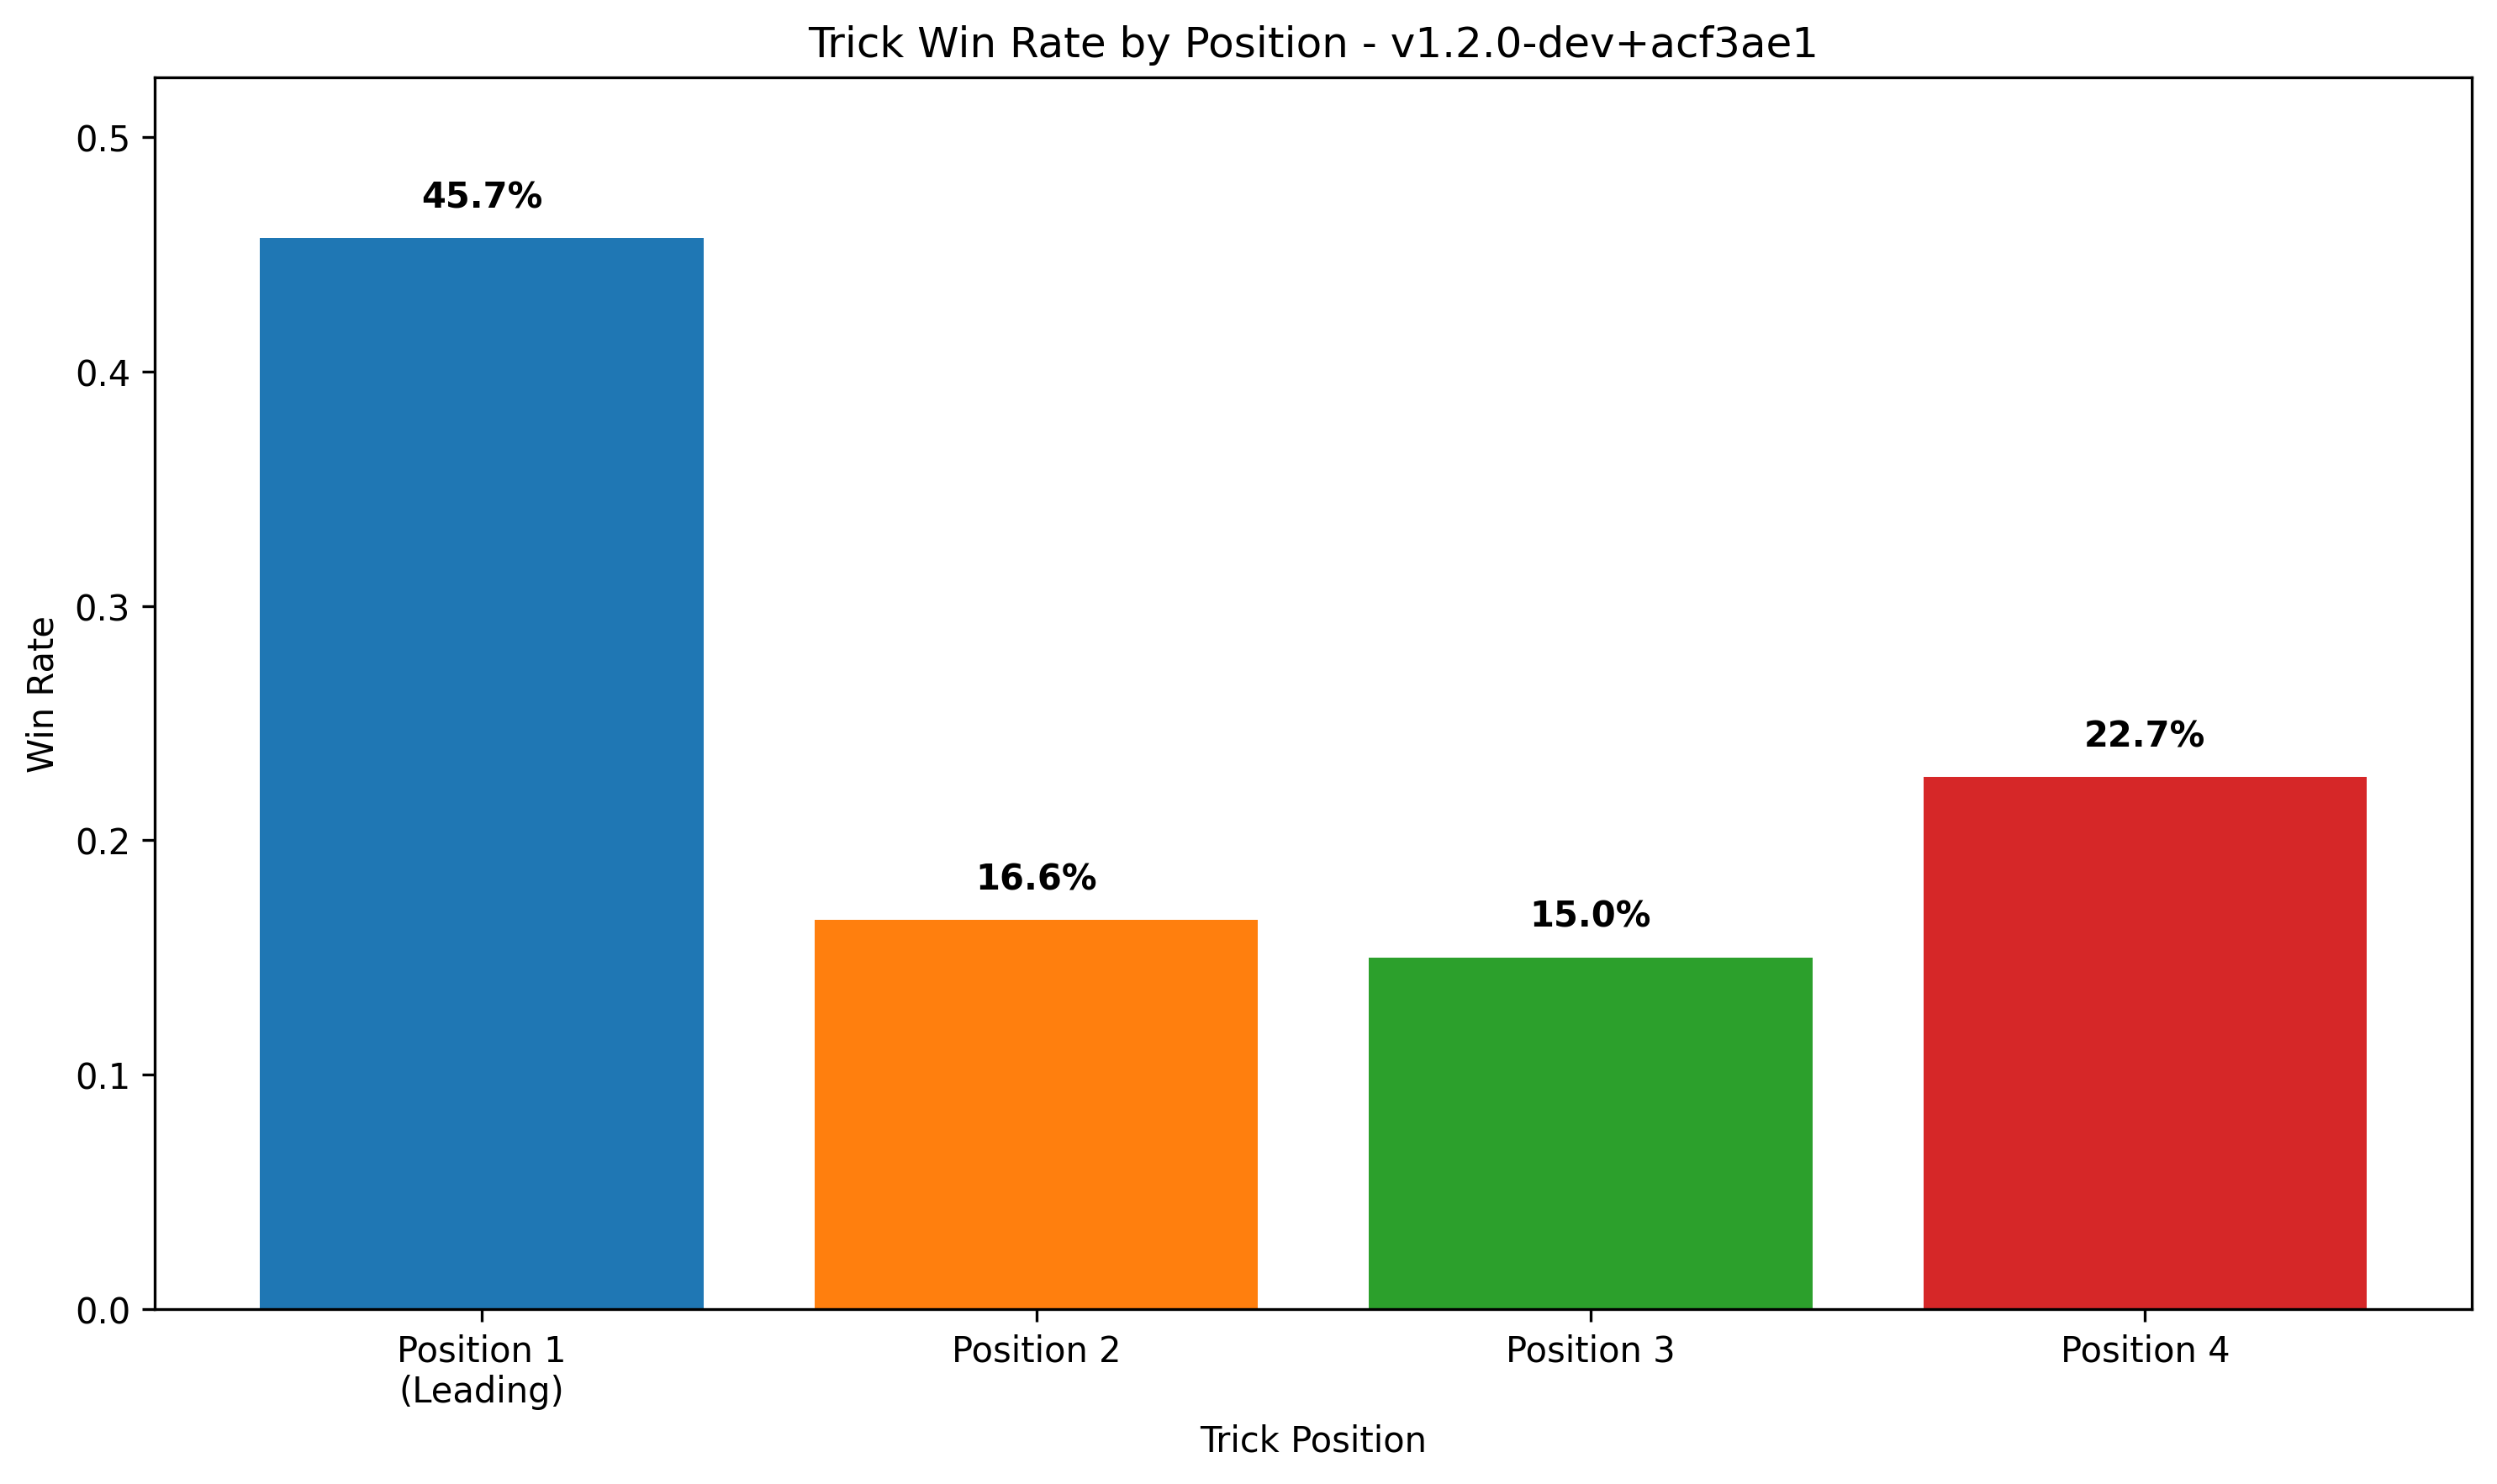 Trick Win Rate by Position - v1.2.0-dev+acf3ae1
Win Rate
0.5
0.4
0.3
0.2
0.1
0.0
45.7%
16.6%
15.0%
22.7%
Position 1
(Leading)
Position 2
Position 3
Position 4
Trick Position